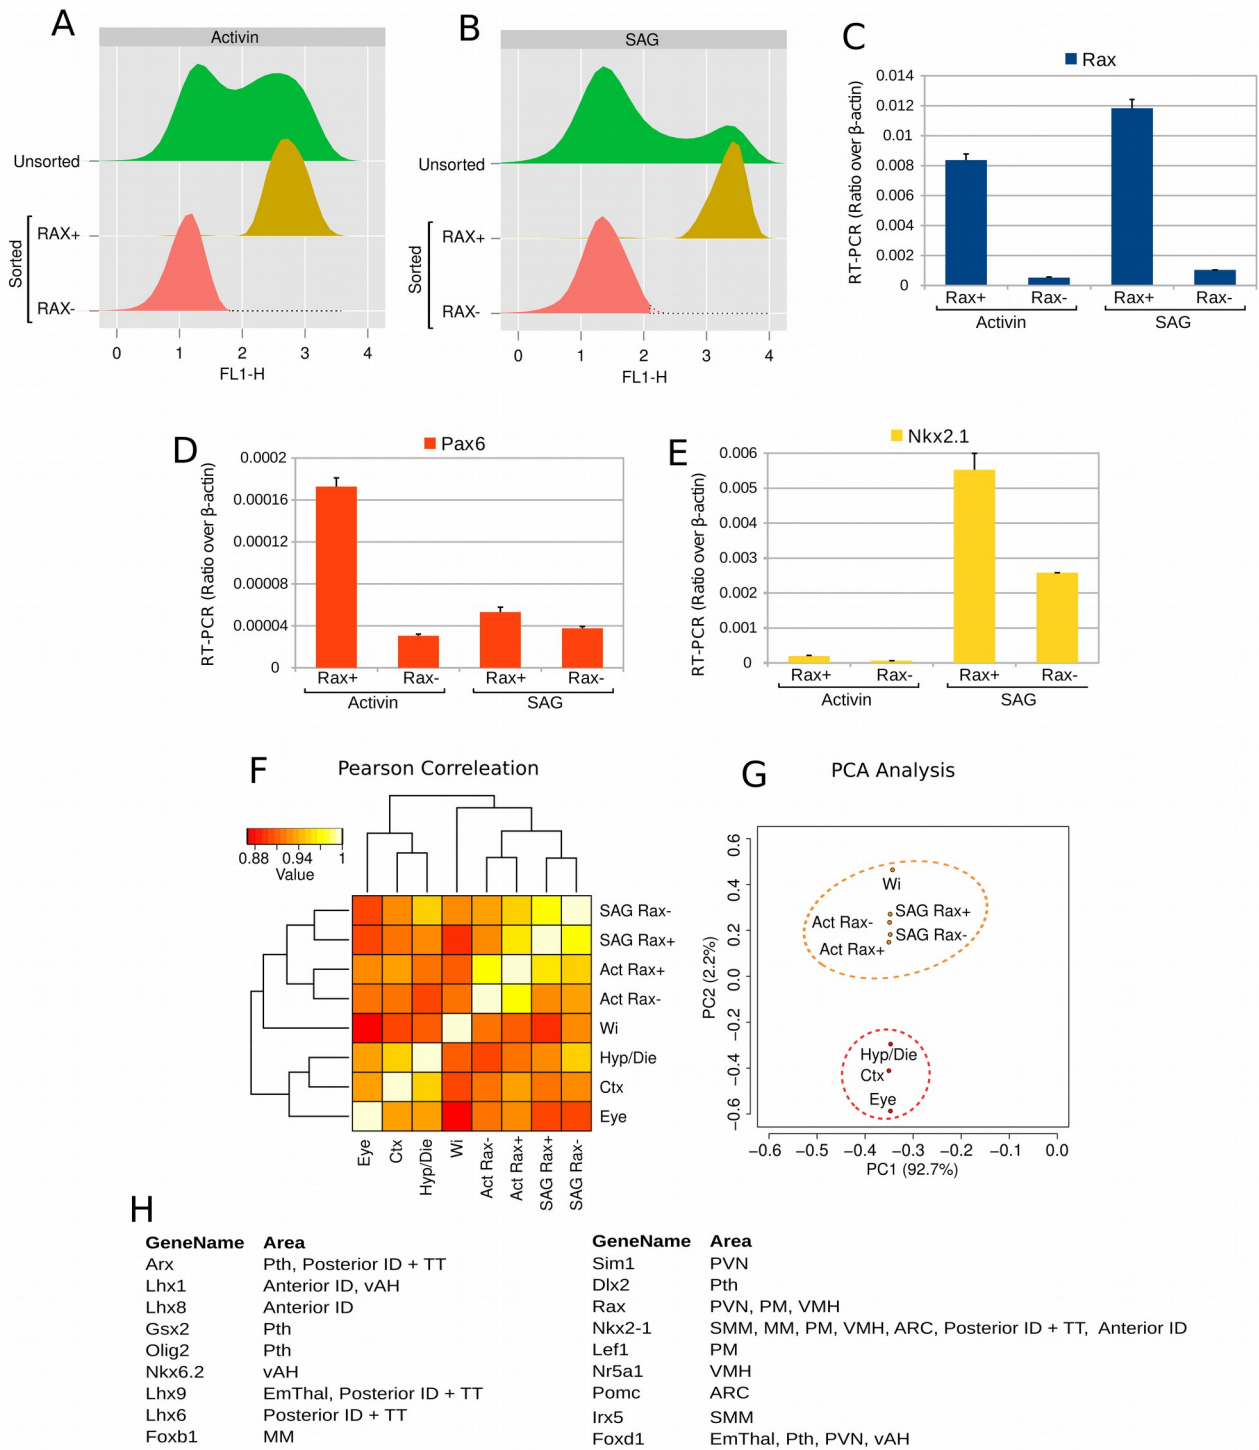 A
Activin
Unsorted
Sorted
RAX+
RAX-
0 1 2 3 4
FL1-H
B
SAG
Unsorted
Sorted
RAX+
RAX-
0 1 2 3 4
FL1-H
C
Rax
RT-PCR (Ratio over β-actin)
0.014
0.012
0.01
0.008
0.006
0.004
0.002
0
Rax+ Rax- Rax+ Rax-
Activin SAG
D
Pax6
RT-PCR (Ratio over β-actin)
0.0002
0.00016
0.00012
0.00008
0.00004
0
Rax+ Rax- Rax+ Rax-
Activin SAG
E
Nkx2.1
RT-PCR (Ratio over β-actin)
0.006
0.005
0.004
0.003
0.002
0.001
0
Rax+ Rax- Rax+ Rax-
Activin SAG
F
Pearson Correleation
0.88 0.94 1
Value
SAG Rax-
SAG Rax+
Act Rax+
Act Rax-
Wi
Hyp/Die
Ctx
Eye
Eye Ctx Hyp/Die Wi Act Rax- Act Rax+ SAG Rax+ SAG Rax-
G
PCA Analysis
PC2 (2.2%)
0.6
0.4
0.2
0.0
−0.2
−0.4
−0.6
Wi
SAG Rax+
Act Rax-
SAG Rax-
Act Rax+
Hyp/Die
Ctx
Eye
−0.6 −0.5 −0.4 −0.3 −0.2 −0.1 0.0
PC1 (92.7%)
H
GeneName Area
Arx Pth, Posterior ID + TT
Lhx1 Anterior ID, vAH
Lhx8 Anterior ID
Gsx2 Pth
Olig2 Pth
Nkx6.2 vAH
Lhx9 EmThal, Posterior ID + TT
Lhx6 Posterior ID + TT
Foxb1 MM
GeneName Area
Sim1 PVN
Dlx2 Pth
Rax PVN, PM, VMH
Nkx2-1 SMM, MM, PM, VMH, ARC, Posterior ID + TT, Anterior ID
Lef1 PM
Nr5a1 VMH
Pomc ARC
Irx5 SMM
Foxd1 EmThal, Pth, PVN, vAH